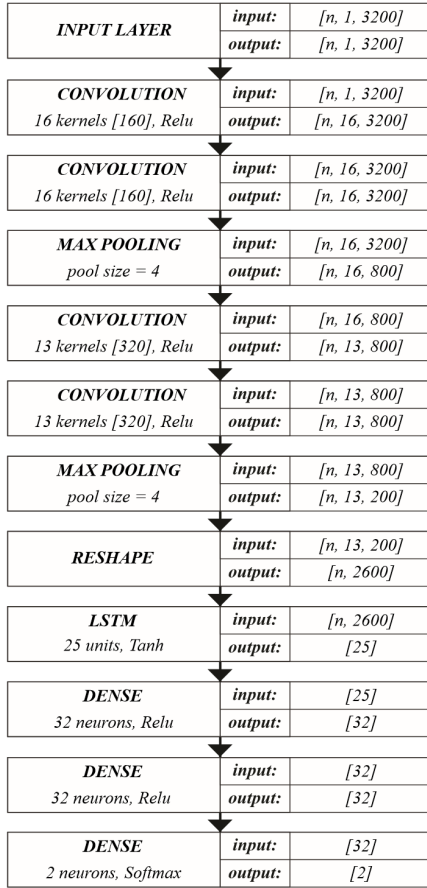 INPUT LAYER
input: [n, 1, 3200]
output: [n, 1, 3200]
CONVOLUTION
16 kernels [160], Relu
input: [n, 1, 3200]
output: [n, 16, 3200]
CONVOLUTION
16 kernels [160], Relu
input: [n, 16, 3200]
output: [n, 16, 3200]
MAX POOLING
pool size = 4
input: [n, 16, 3200]
output: [n, 16, 800]
CONVOLUTION
13 kernels [320], Relu
input: [n, 16, 800]
output: [n, 13, 800]
CONVOLUTION
13 kernels [320], Relu
input: [n, 13, 800]
output: [n, 13, 800]
MAX POOLING
pool size = 4
input: [n, 13, 800]
output: [n, 13, 200]
RESHAPE
input: [n, 13, 200]
output: [n, 2600]
LSTM
25 units, Tanh
input: [n, 2600]
output: [25]
DENSE
32 neurons, Relu
input: [25]
output: [32]
DENSE
32 neurons, Relu
input: [32]
output: [32]
DENSE
2 neurons, Softmax
input: [32]
output: [2]